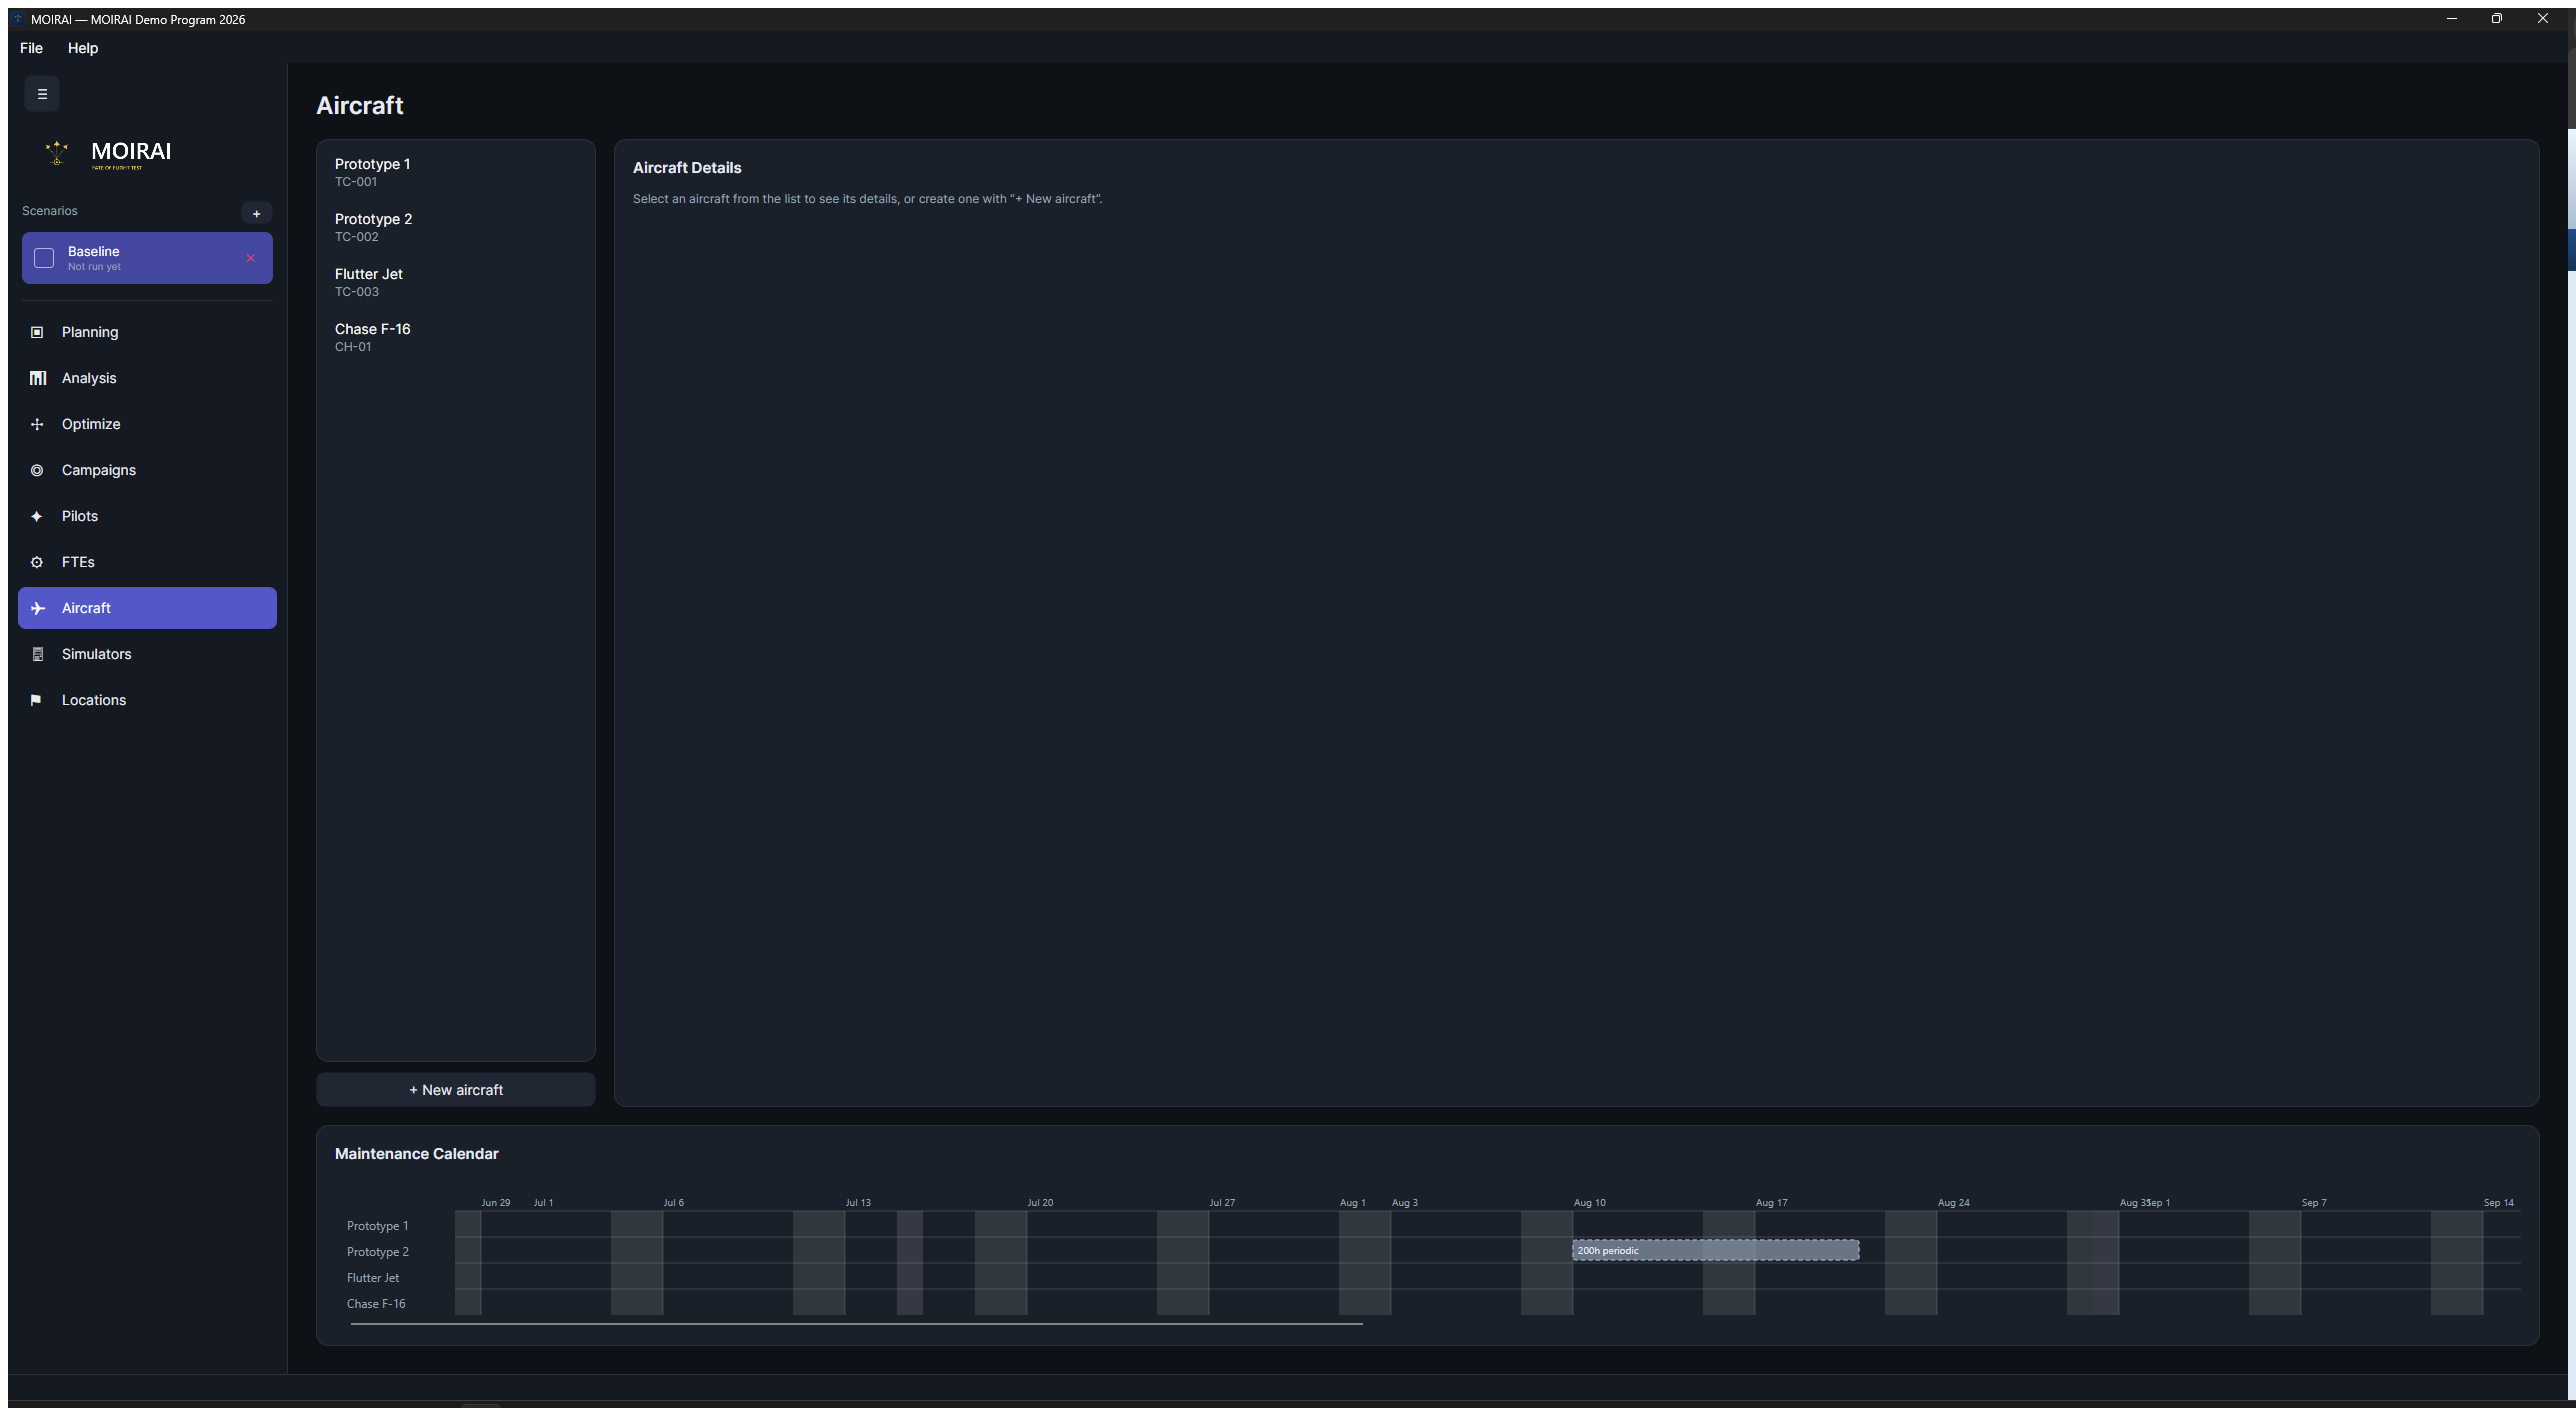 MOIRAI — MOIRAI Demo Program 2026
File Help
MOIRAI
FATE OF FLIGHT TEST
Scenarios +
Baseline
Not run yet
Planning
Analysis
Optimize
Campaigns
Pilots
FTEs
Aircraft
Simulators
Locations
Aircraft
Prototype 1
TC-001
Prototype 2
TC-002
Flutter Jet
TC-003
Chase F-16
CH-01
+ New aircraft
Aircraft Details
Select an aircraft from the list to see its details, or create one with “+ New aircraft”.
Maintenance Calendar
Jun 29 Jul 1 Jul 6 Jul 13 Jul 20 Jul 27 Aug 1 Aug 3 Aug 10 Aug 17 Aug 24 Aug 31 Sep 1 Sep 7 Sep 14
Prototype 1
Prototype 2 200h periodic
Flutter Jet
Chase F-16